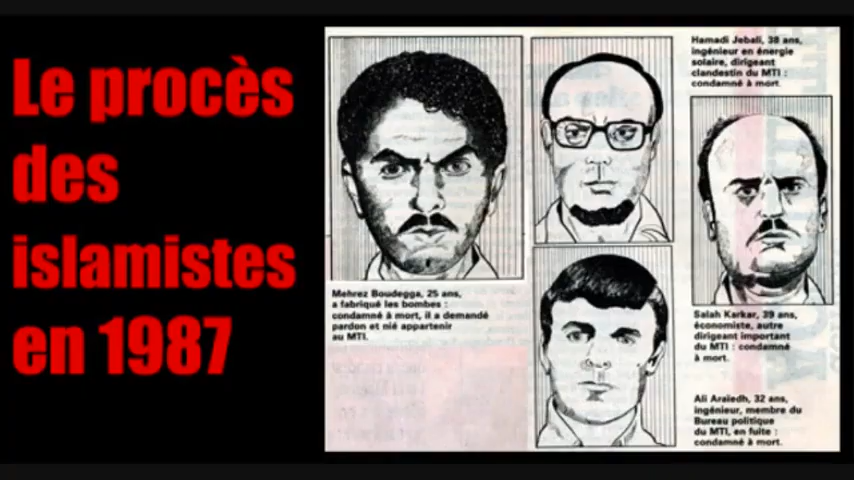 Le procès
des
islamistes
en 1987
Mehrez Boudegga, 25 ans,
a fabriqué les bombes :
condamné à mort, il a demandé
pardon et nié appartenir
au MTI.
Hamadi Jebali, 38 ans,
ingénieur en énergie
solaire, dirigeant
clandestin du MTI :
condamné à mort.
Salah Karkar, 39 ans,
économiste, autre
dirigeant important
du MTI : condamné
à mort.
Ali Araiedh, 32 ans,
ingénieur, membre du
Bureau politique
du MTI, en fuite :
condamné à mort.